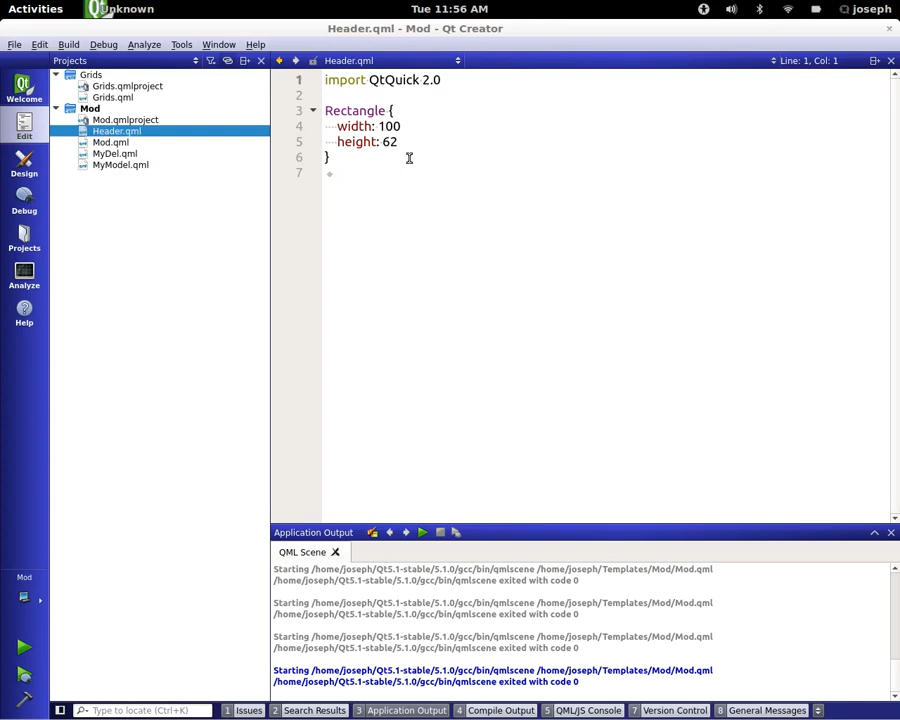 Activities
Unknown
Tue 11:56 AM
joseph
Header.qml - Mod - Qt Creator
File Edit Build Debug Analyze Tools Window Help
Projects
Header.qml
Line: 1, Col: 1
Welcome
Edit
Design
Debug
Projects
Analyze
Help
Grids
Grids.qmlproject
Grids.qml
Mod
Mod.qmlproject
Header.qml
Mod.qml
MyDel.qml
MyModel.qml
1 import QtQuick 2.0
2
3 Rectangle {
4 width: 100
5 height: 62
6 }
7
Application Output
QML Scene
Starting /home/joseph/Qt5.1-stable/5.1.0/gcc/bin/qmlscene /home/joseph/Templates/Mod/Mod.qml
/home/joseph/Qt5.1-stable/5.1.0/gcc/bin/qmlscene exited with code 0
Starting /home/joseph/Qt5.1-stable/5.1.0/gcc/bin/qmlscene /home/joseph/Templates/Mod/Mod.qml
/home/joseph/Qt5.1-stable/5.1.0/gcc/bin/qmlscene exited with code 0
Starting /home/joseph/Qt5.1-stable/5.1.0/gcc/bin/qmlscene /home/joseph/Templates/Mod/Mod.qml
/home/joseph/Qt5.1-stable/5.1.0/gcc/bin/qmlscene exited with code 0
Starting /home/joseph/Qt5.1-stable/5.1.0/gcc/bin/qmlscene /home/joseph/Templates/Mod/Mod.qml
/home/joseph/Qt5.1-stable/5.1.0/gcc/bin/qmlscene exited with code 0
Mod
Type to locate (Ctrl+K)
1 Issues 2 Search Results 3 Application Output 4 Compile Output 5 QML/JS Console 7 Version Control 8 General Messages